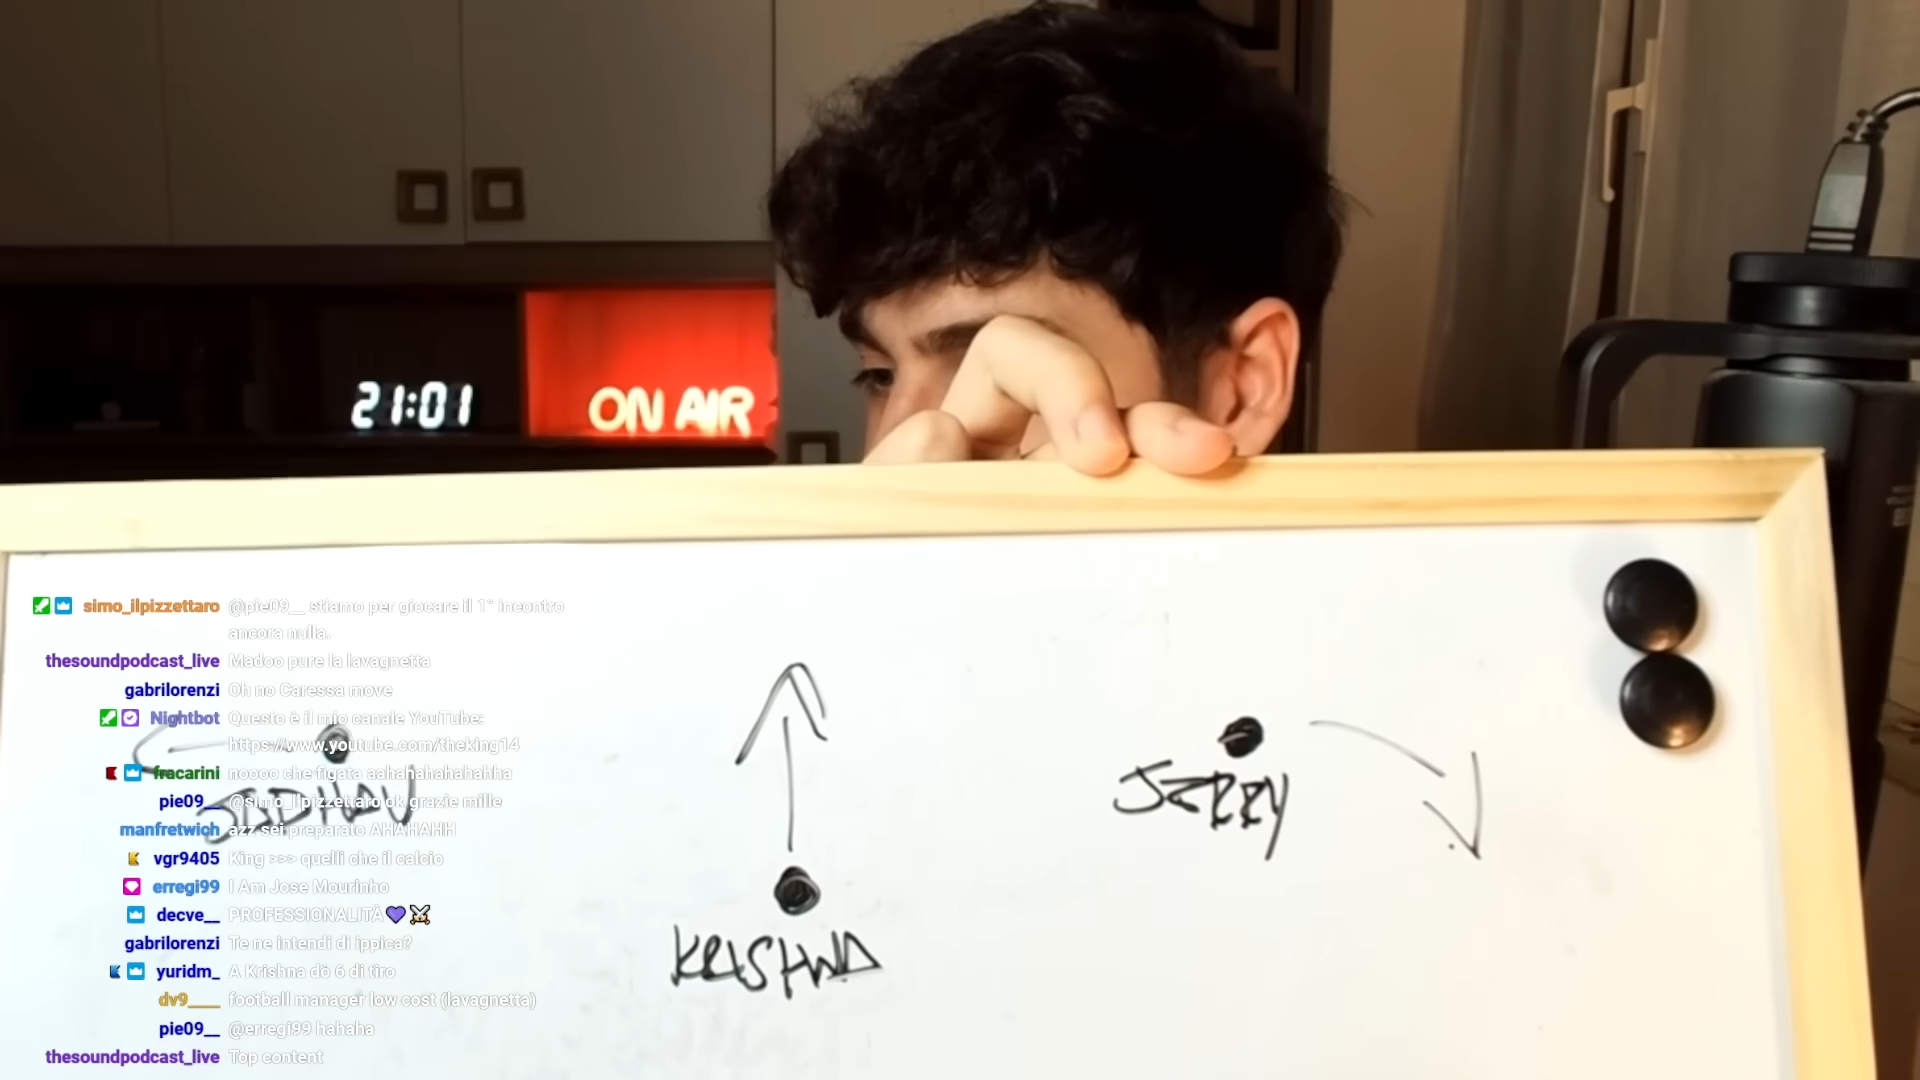 21:01
ON AIR
simo_ilpizzettaro @pie09__ stiamo per giocare il 1° incontro
ancora nulla.
thesoundpodcast_live Madoo pure la lavagnetta
gabrilorenzi Oh no Caressa move
Nightbot Questo è il mio canale YouTube:
https://www.youtube.com/theking14
fracarini noooo che figata aahahahahahahha
pie09__ @simo_ilpizzettaro ok grazie mille
manfretwich azz sei preparato AHAHAHH
vgr9405 King >>> quelli che il calcio
erregi99 I Am Jose Mourinho
decve__ PROFESSIONALITÀ
gabrilorenzi Te ne intendi di ippica?
yuridm_ A Krishna dò 6 di tiro
dv9____ football manager low cost (lavagnetta)
pie09__ @erregi99 hahaha
thesoundpodcast_live Top content
JODHAV
KRISHNA
JERRY